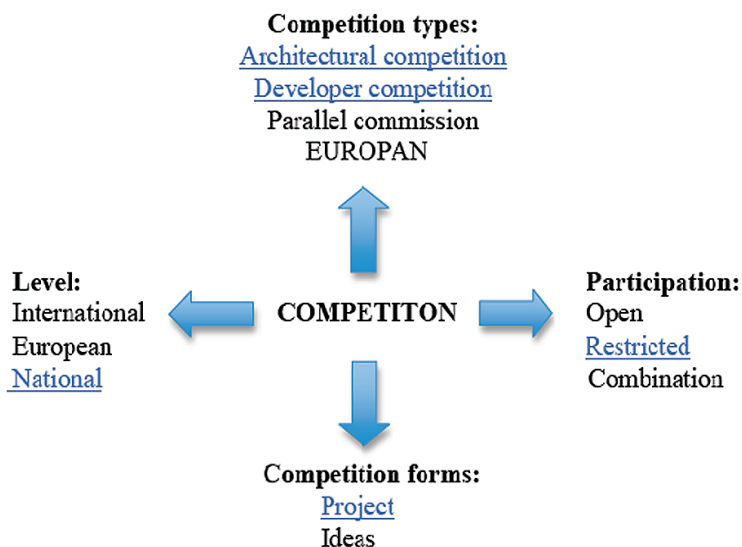 Competition types:
Architectural competition
Developer competition
Parallel commission
EUROPAN
Level:
International
European
National
COMPETITON
Participation:
Open
Restricted
Combination
Competition forms:
Project
Ideas